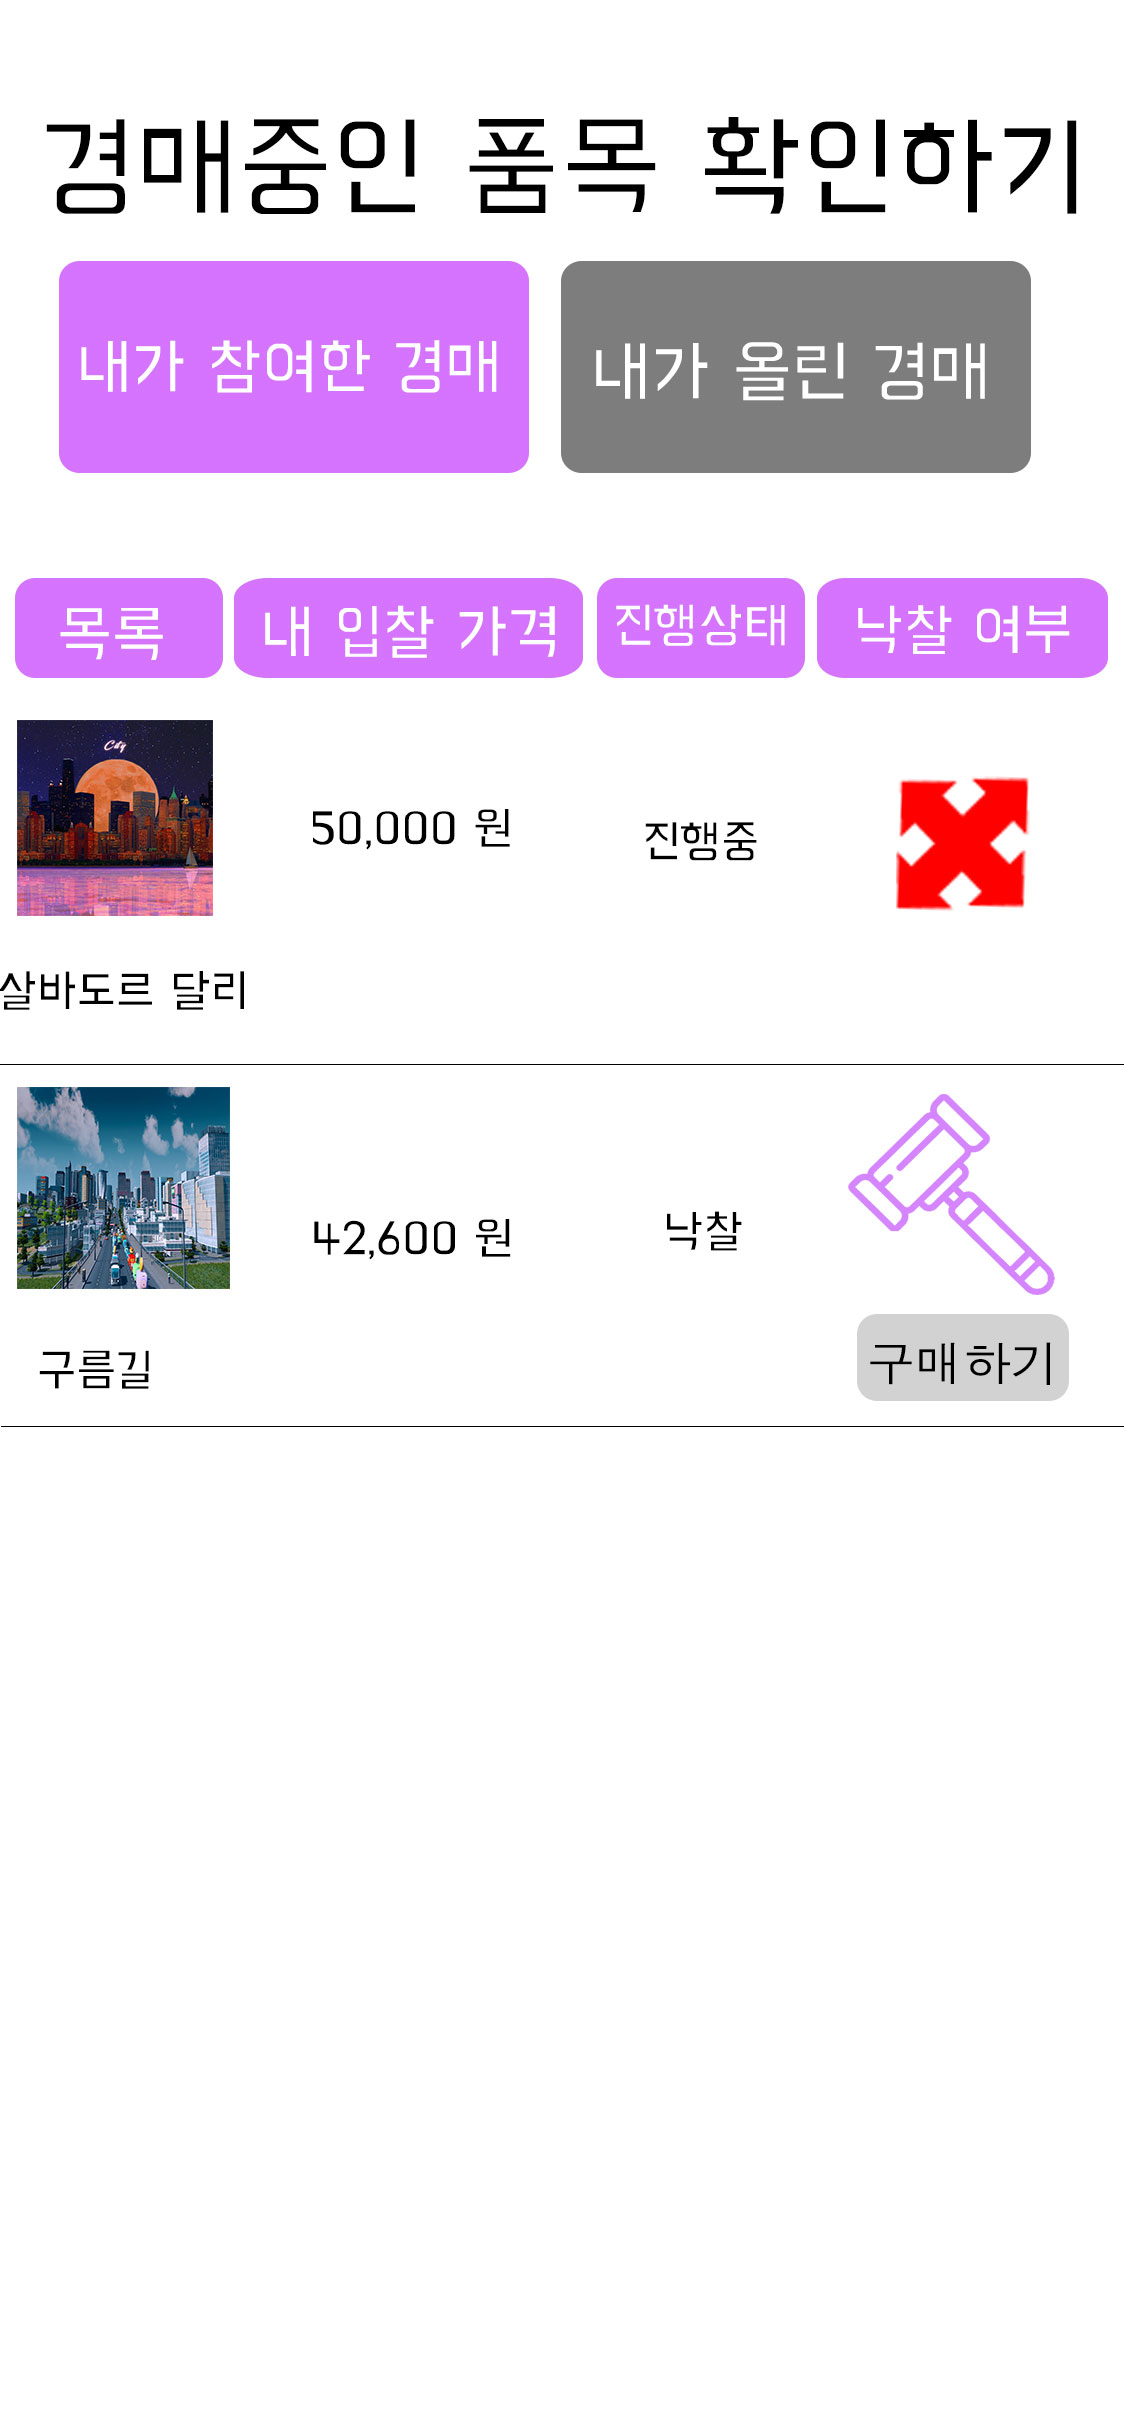 경매중인 품목 확인하기
내가 참여한 경매
내가 올린 경매
목록
내 입찰 가격
진행상태
낙찰 여부
City
50,000 원
진행중
살바도르 달리
42,600 원
낙찰
구름길
구매하기